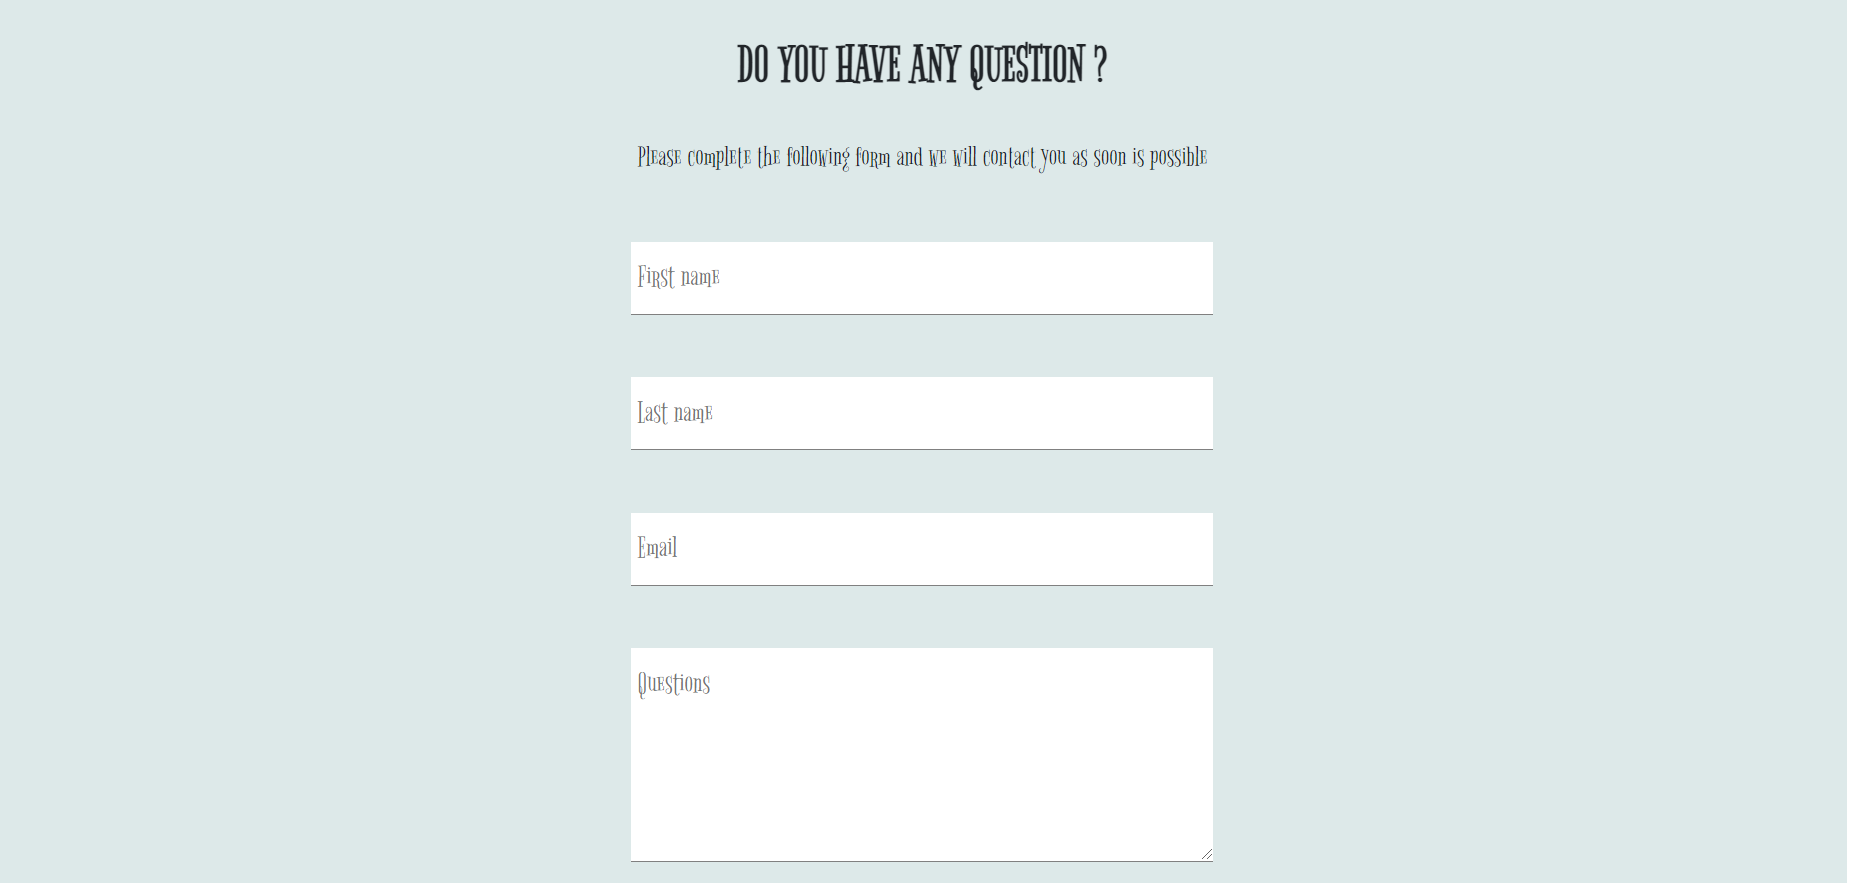 DO YOU HAVE ANY QUESTION ?
Please complete the following form and we will contact you as soon is possible
First name
Last name
Email
Questions